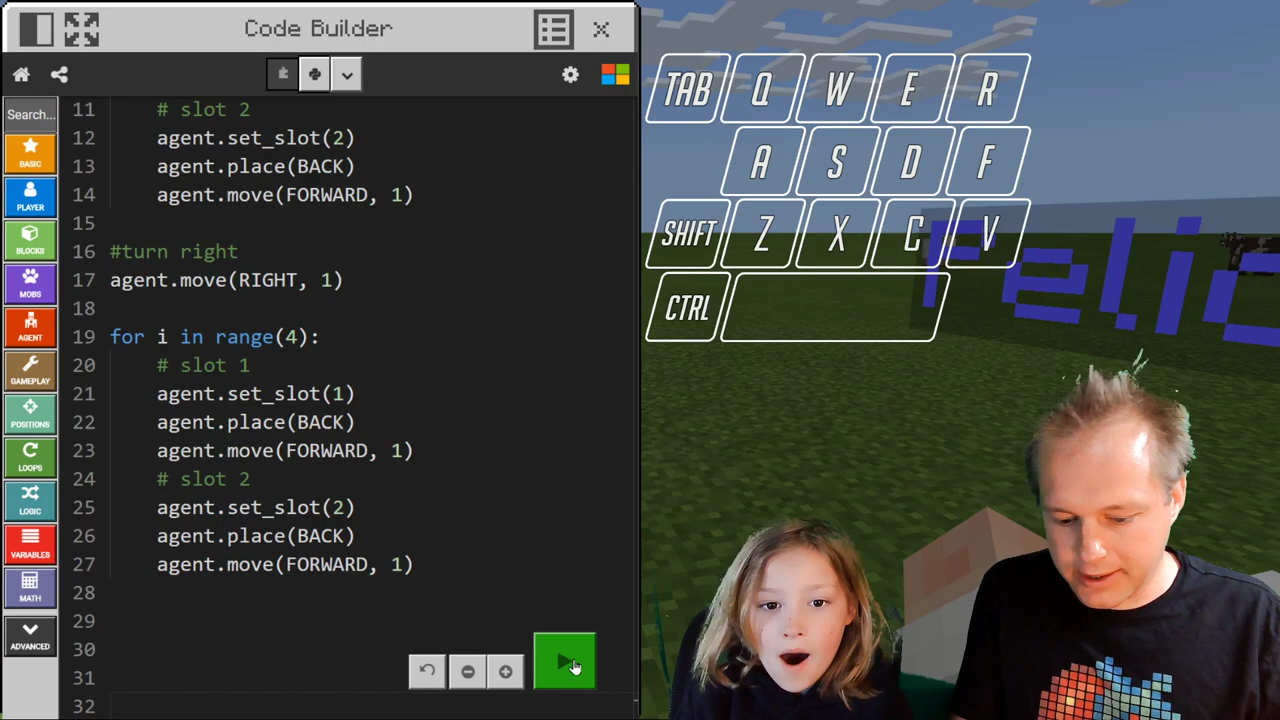 Code Builder
Search...
BASIC
PLAYER
BLOCKS
MOBS
AGENT
GAMEPLAY
POSITIONS
LOOPS
LOGIC
VARIABLES
MATH
ADVANCED
11 # slot 2
12 agent.set_slot(2)
13 agent.place(BACK)
14 agent.move(FORWARD, 1)
15
16 #turn right
17 agent.move(RIGHT, 1)
18
19 for i in range(4):
20 # slot 1
21 agent.set_slot(1)
22 agent.place(BACK)
23 agent.move(FORWARD, 1)
24 # slot 2
25 agent.set_slot(2)
26 agent.place(BACK)
27 agent.move(FORWARD, 1)
28
29
30
31
32
TAB Q W E R
A S D F
SHIFT Z X C V
CTRL